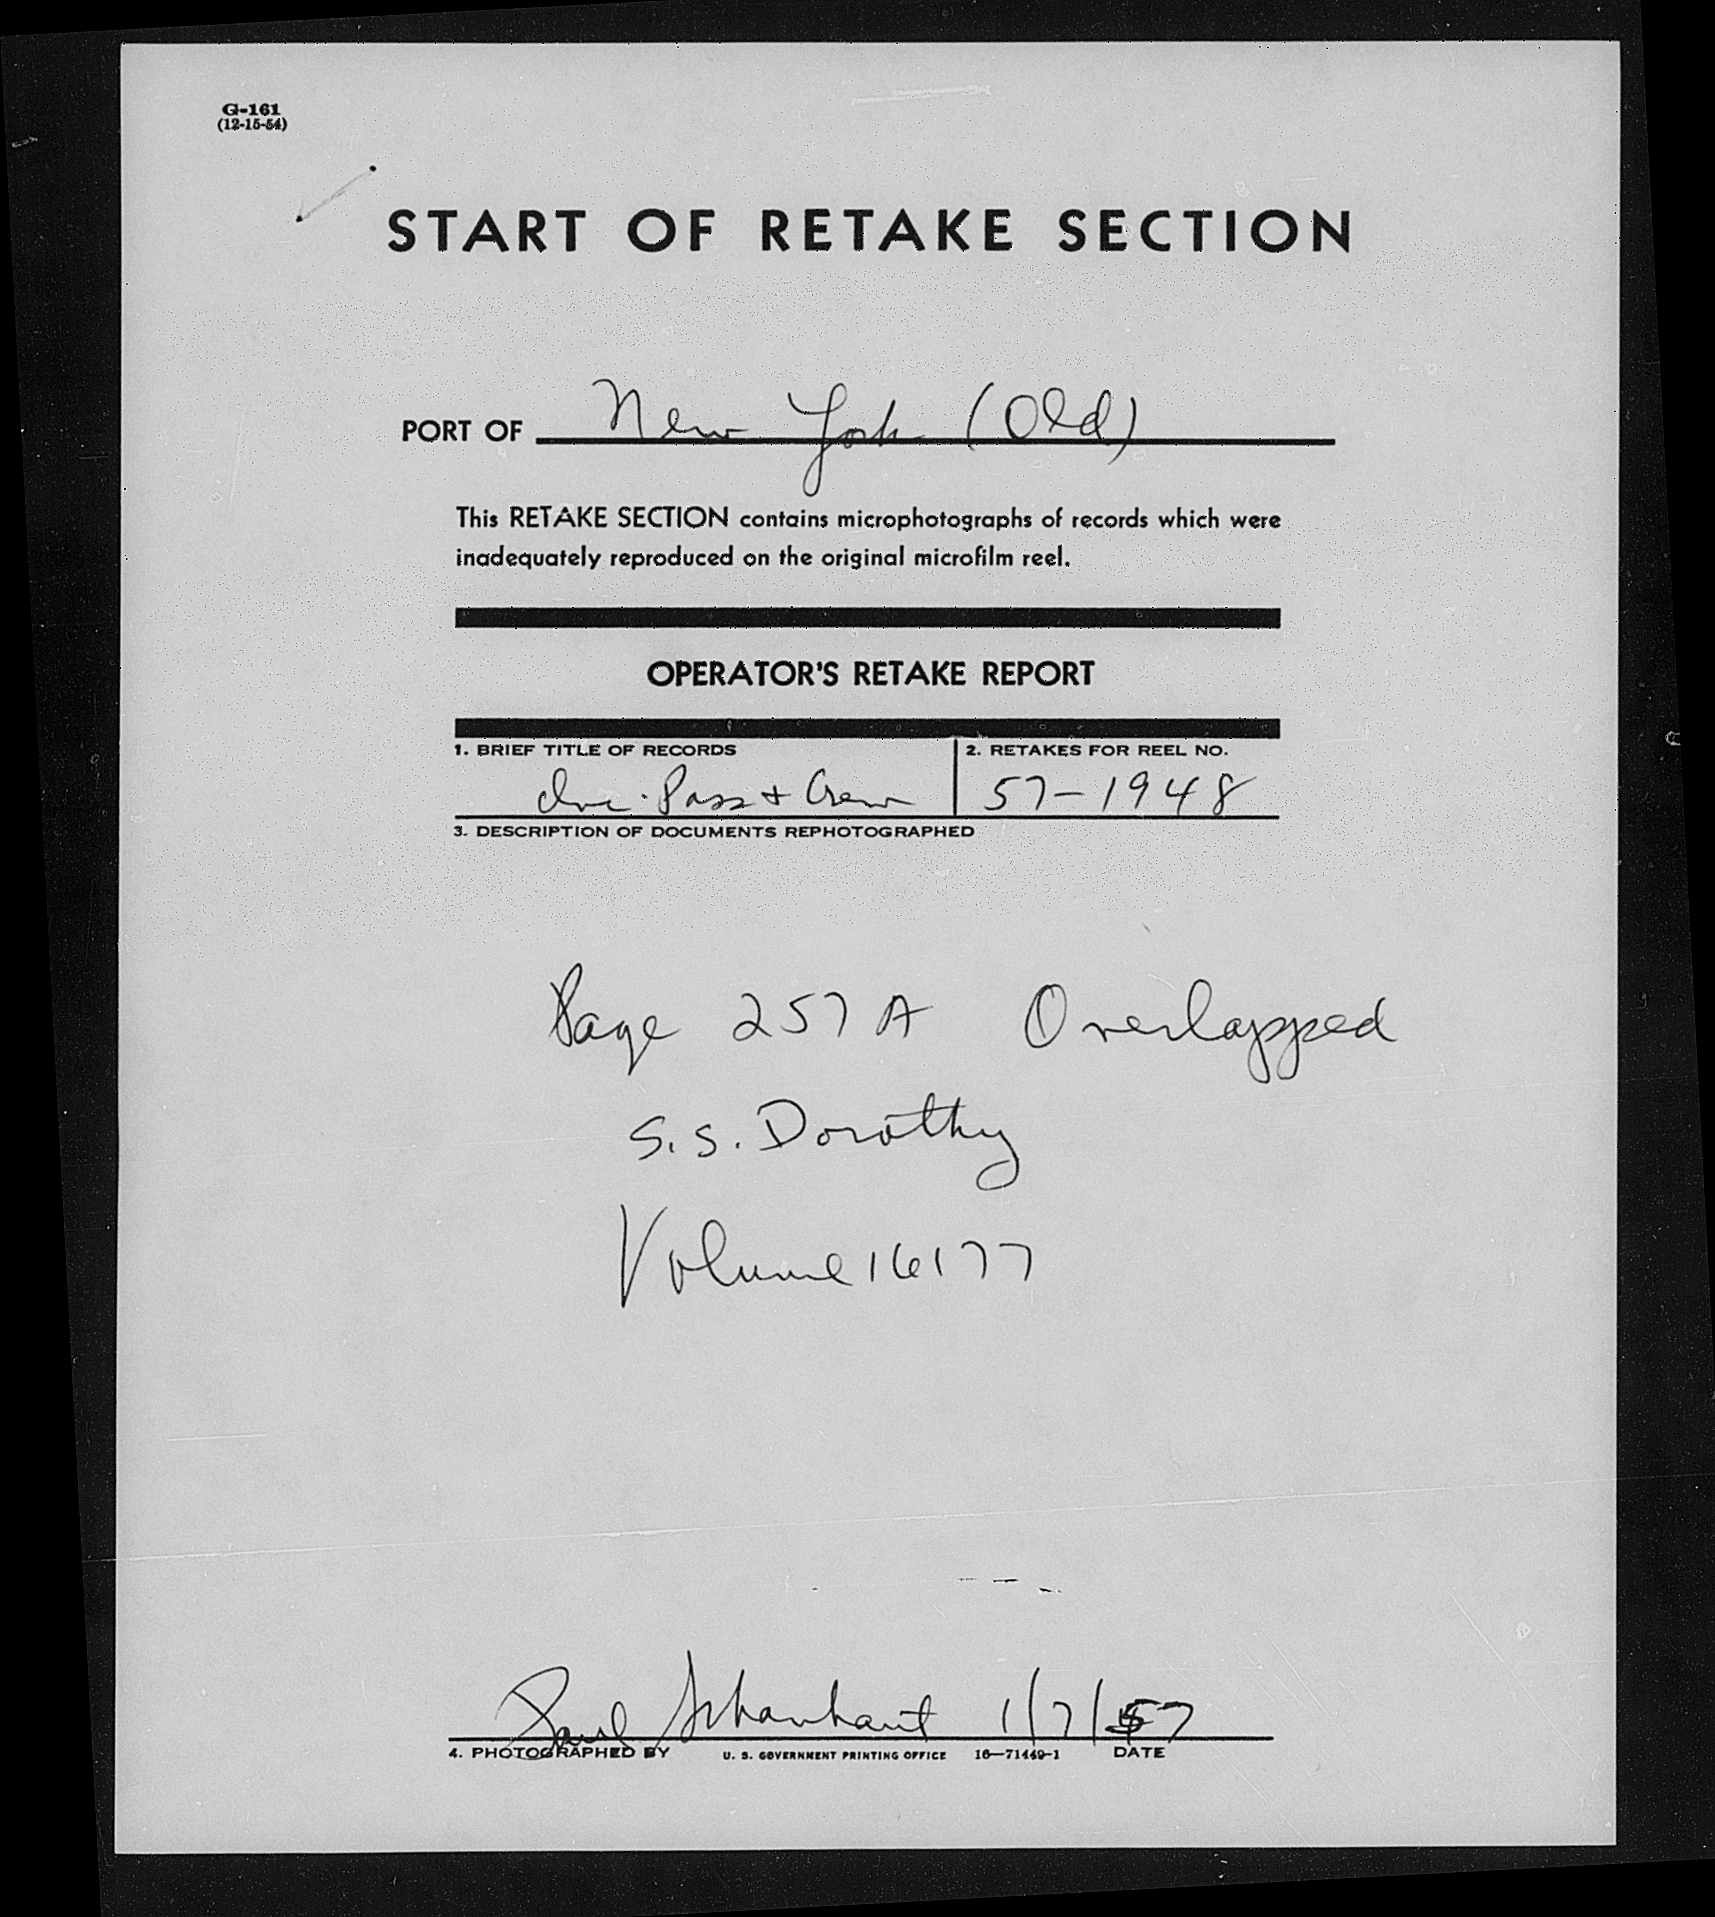 G-161
(12-15-54)
START OF RETAKE SECTION
PORT OF New York (Old)
This RETAKE SECTION contains microphotographs of records which were
inadequately reproduced on the original microfilm reel.
OPERATOR'S RETAKE REPORT
1. BRIEF TITLE OF RECORDS 2. RETAKES FOR REEL NO.
Pass + Crew 57-1948
3. DESCRIPTION OF DOCUMENTS REPHOTOGRAPHED
Page 257 A Overlapped
S.S. Dorothy
Volume 16177
Paul 1/7/57
4. PHOTOGRAPHED BY U. S. GOVERNMENT PRINTING OFFICE 16—71449-1 DATE